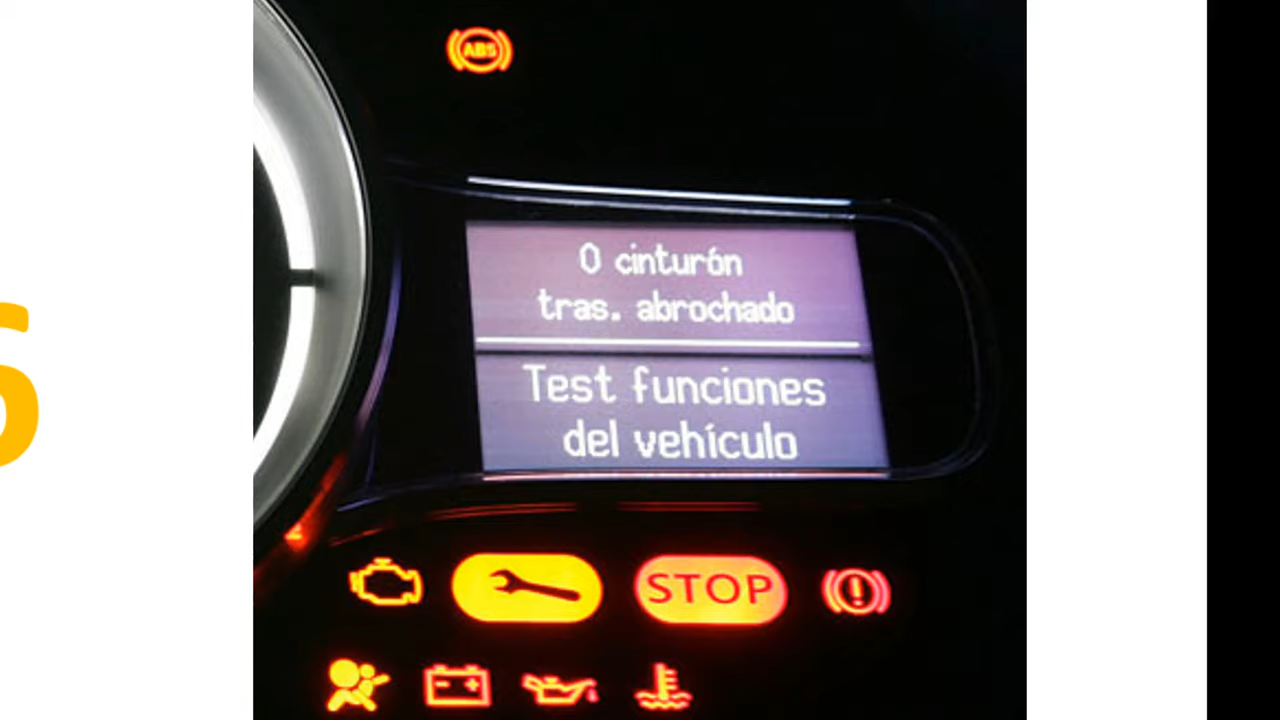 ABS
0 cinturón
tras. abrochado
Test funciones
del vehículo
STOP